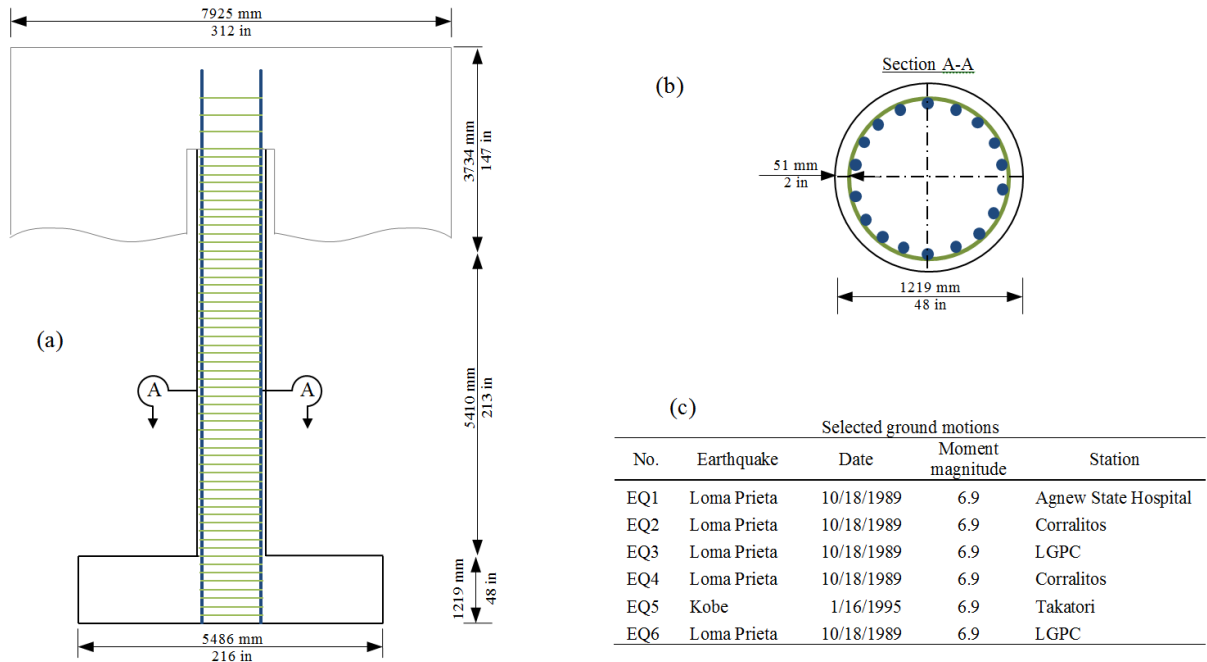 7925 mm
312 in
3734 mm
147 in
(a)
A
A
5410 mm
213 in
1219 mm
48 in
5486 mm
216 in
(b)
Section A-A
51 mm
2 in
1219 mm
48 in
(c)
Selected ground motions
No. Earthquake Date Moment magnitude Station
EQ1 Loma Prieta 10/18/1989 6.9 Agnew State Hospital
EQ2 Loma Prieta 10/18/1989 6.9 Corralitos
EQ3 Loma Prieta 10/18/1989 6.9 LGPC
EQ4 Loma Prieta 10/18/1989 6.9 Corralitos
EQ5 Kobe 1/16/1995 6.9 Takatori
EQ6 Loma Prieta 10/18/1989 6.9 LGPC